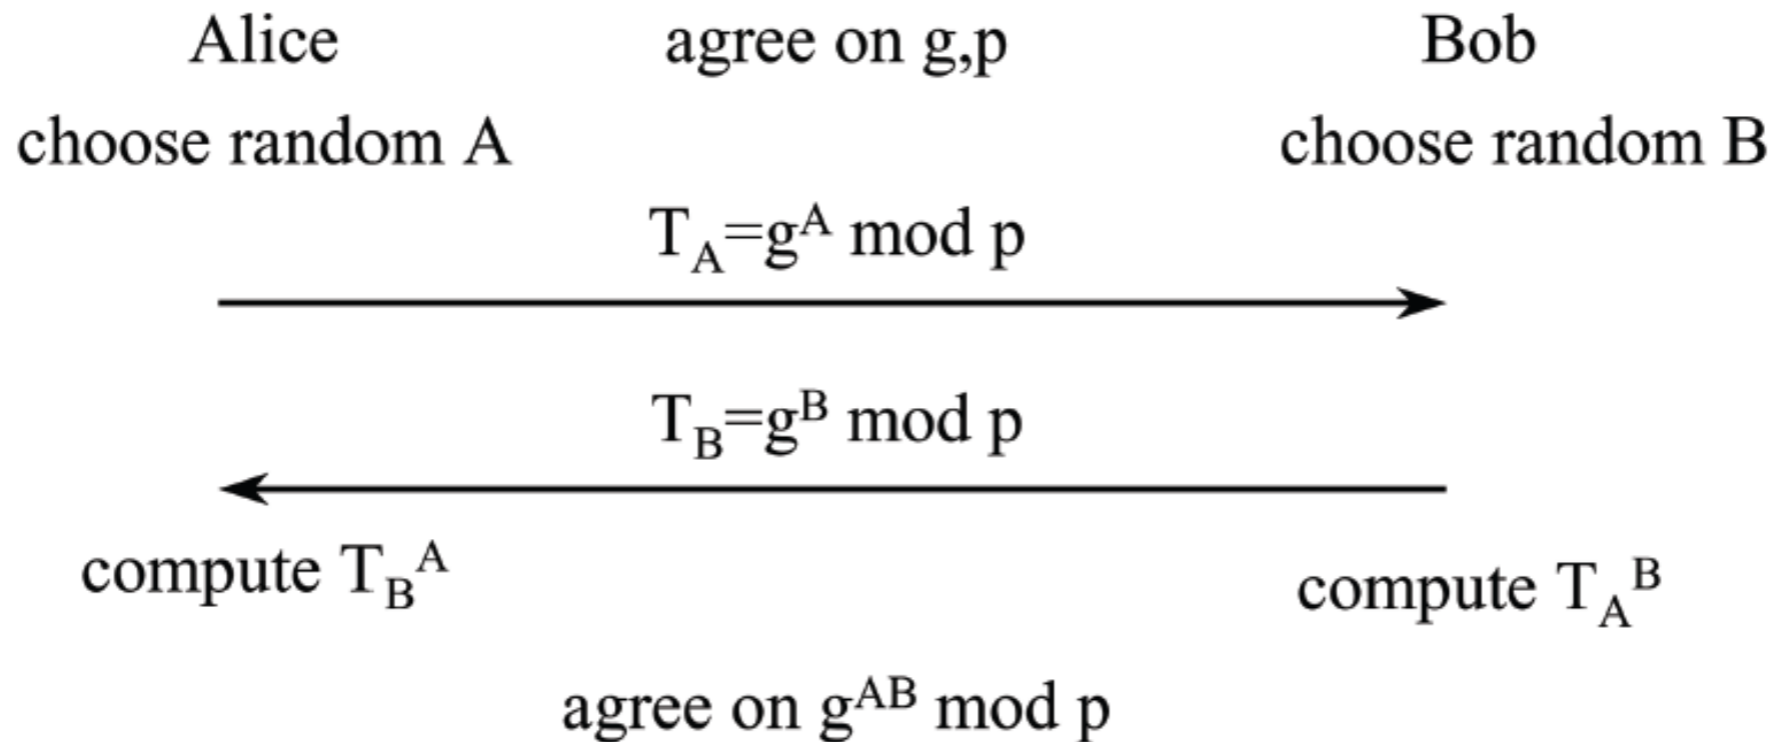 Alice agree on g,p Bob
choose random A choose random B
T_A=g^A mod p
T_B=g^B mod p
compute T_B^A compute T_A^B
agree on g^AB mod p